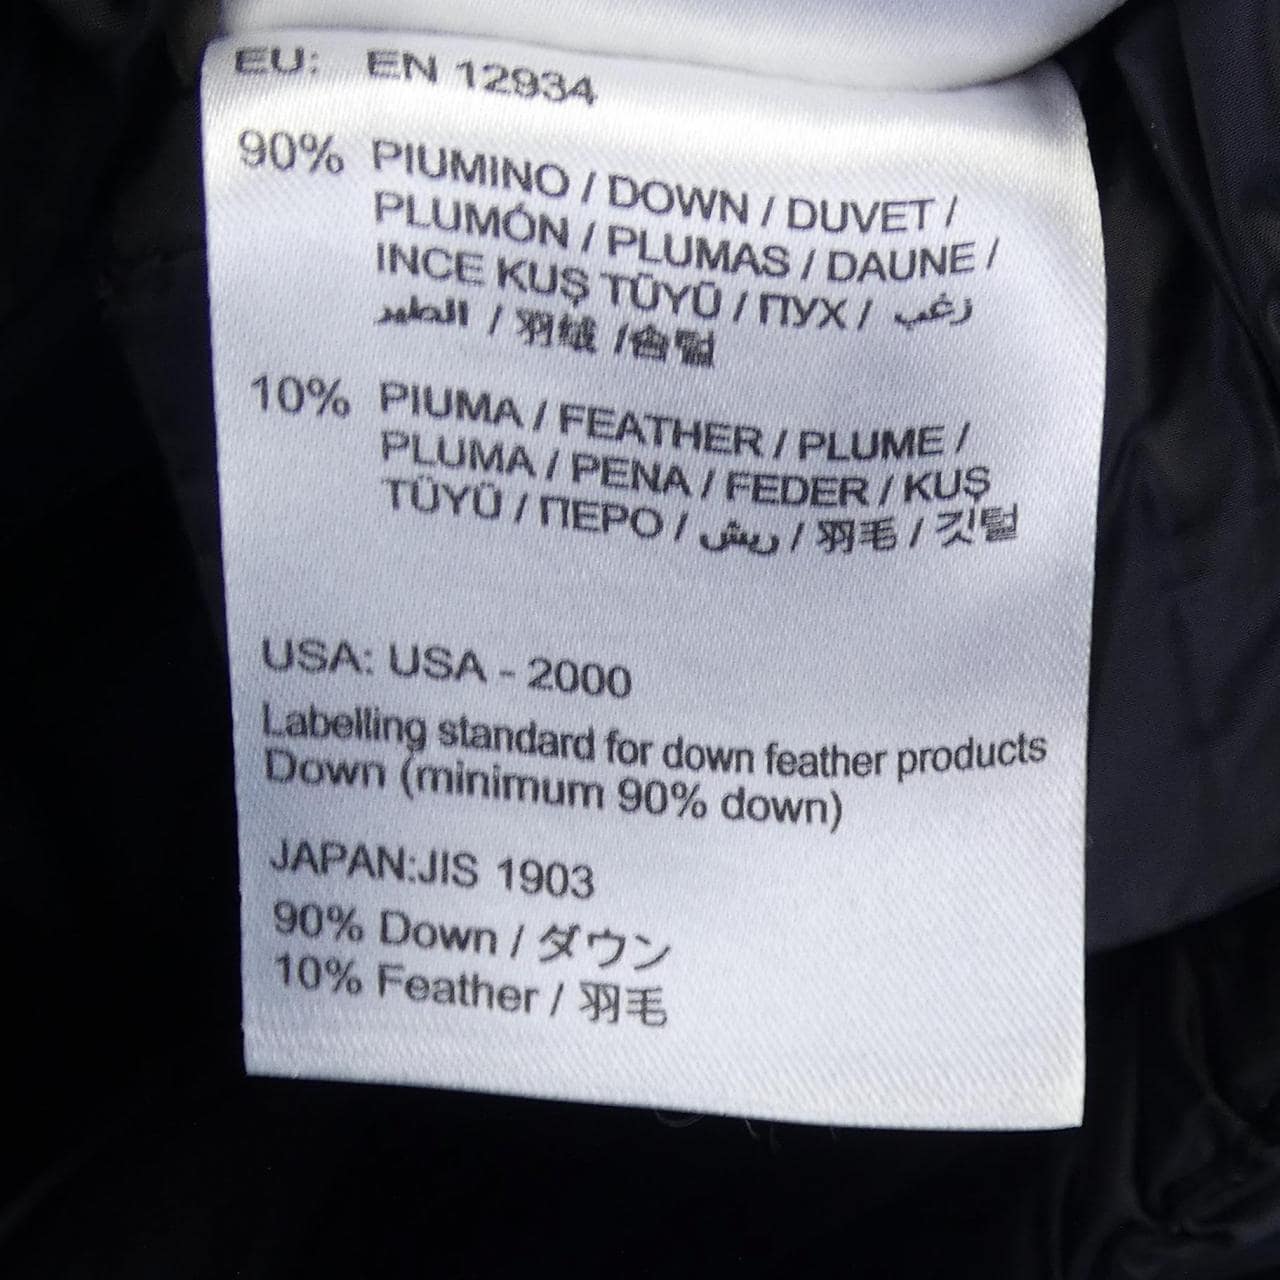 EU: EN 12934
90% PIUMINO / DOWN / DUVET /
PLUMÓN / PLUMAS / DAUNE /
INCE KUŞ TÜYÜ / ПУХ / زغب
الطير / 羽绒 /솜털
10% PIUMA / FEATHER / PLUME /
PLUMA / PENA / FEDER / KUŞ
TÜYÜ / ПЕРО / ريش / 羽毛 / 깃털
USA: USA - 2000
Labelling standard for down feather products
Down (minimum 90% down)
JAPAN:JIS 1903
90% Down / ダウン
10% Feather / 羽毛